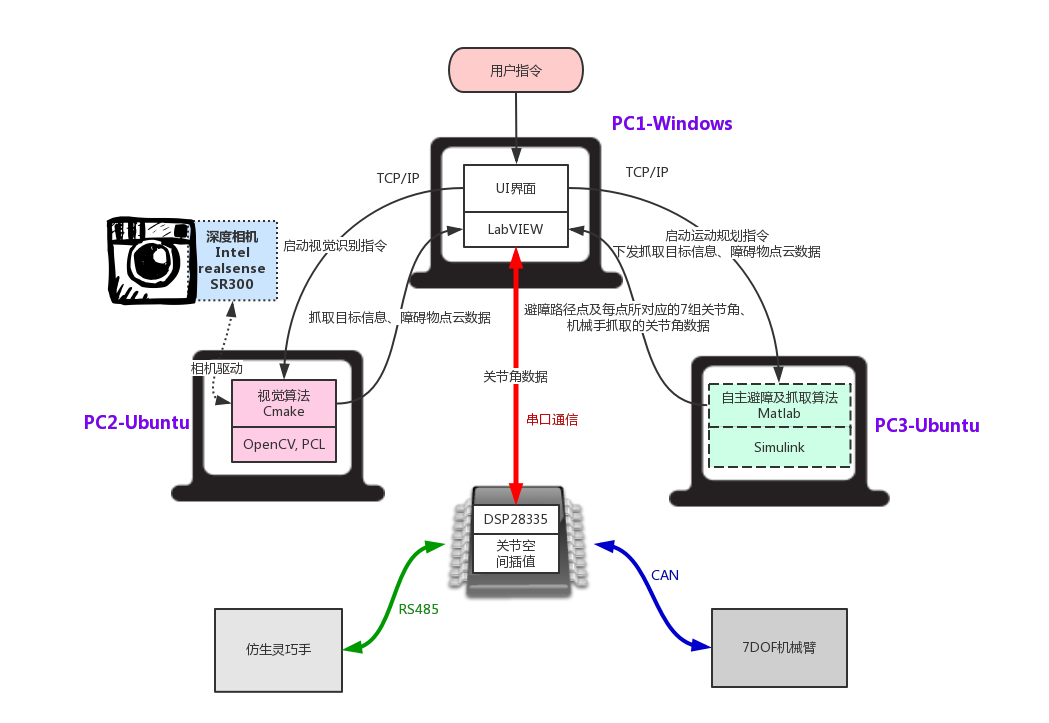 用户指令
PC1-Windows
TCP/IP
TCP/IP
UI界面
LabVIEW
深度相机
Intel
realsense
SR300
启动视觉识别指令
启动运动规划指令
下发抓取目标信息、障碍物点云数据
抓取目标信息、障碍物点云数据
避障路径点及每点所对应的7组关节角、
机械手抓取的关节角数据
相机驱动
关节角数据
串口通信
PC2-Ubuntu
视觉算法
Cmake
OpenCV, PCL
自主避障及抓取算法
Matlab
Simulink
PC3-Ubuntu
DSP28335
关节空
间插值
RS485
CAN
仿生灵巧手
7DOF机械臂